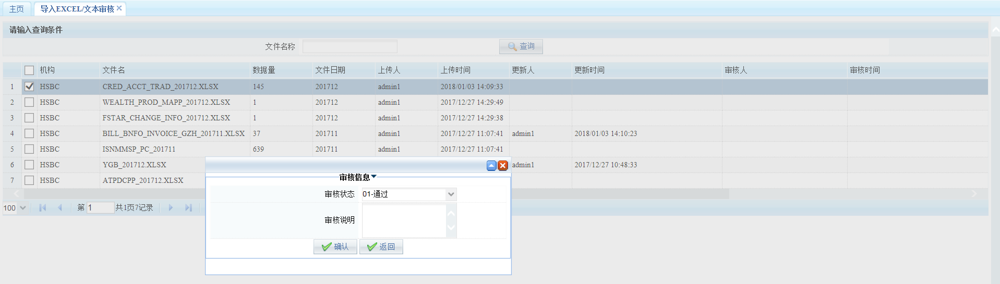 主页 导入EXCEL/文本审核
请输入查询条件
文件名称 查询
机构 文件名 数据量 文件日期 上传人 上传时间 更新人 更新时间 审核人 审核时间
1 HSBC CRED_ACCT_TRAD_201712.XLSX 145 201712 admin1 2018/01/03 14:09:33
2 HSBC WEALTH_PROD_MAPP_201712.XLSX 1 201712 admin1 2017/12/27 14:29:49
3 HSBC FSTAR_CHANGE_INFO_201712.XLSX 1 201712 admin1 2017/12/27 14:29:38
4 HSBC BILL_BNFO_INVOICE_GZH_201711.XLSX 37 201711 admin1 2017/12/27 11:07:41 admin1 2018/01/03 14:10:23
5 HSBC ISNMMSP_PC_201711 639 201711 admin1 2017/12/27 11:07:41
6 HSBC YGB_201712.XLSX admin1 2017/12/27 10:48:33
7 HSBC ATPDCPP_201712.XLSX
100 第 1 共1页7记录
审核信息
审核状态 01-通过
审核说明
确认 返回